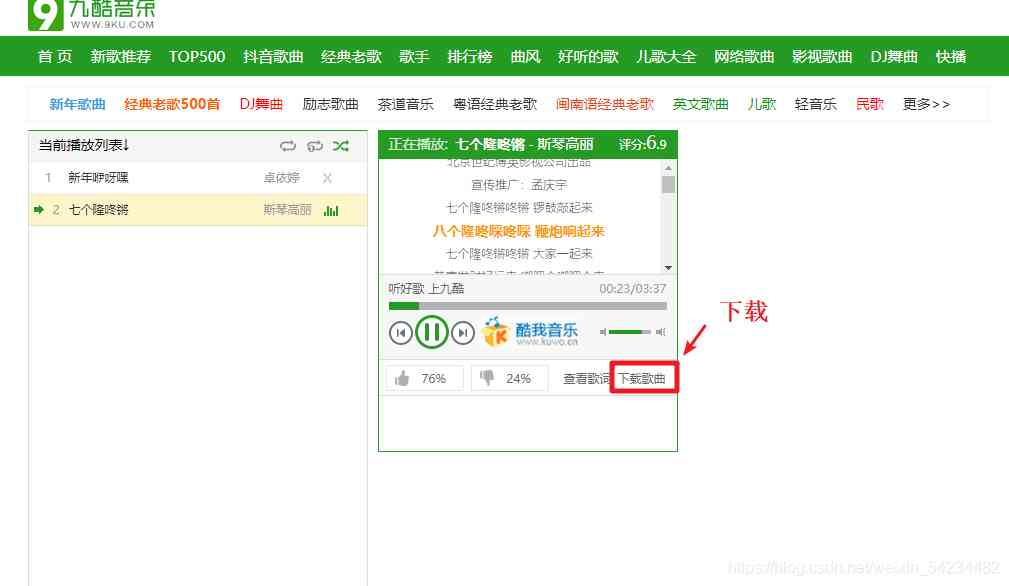 9 九酷音乐
WWW.9KU.COM
首 页 新歌推荐 TOP500 抖音歌曲 经典老歌 歌手 排行榜 曲风 好听的歌 儿歌大全 网络歌曲 影视歌曲 DJ舞曲 快播
新年歌曲 经典老歌500首 DJ舞曲 励志歌曲 茶道音乐 粤语经典老歌 闽南语经典老歌 英文歌曲 儿歌 轻音乐 民歌 更多>>
当前播放列表↓
1 新年咿呀嘿 卓依婷 X
2 七个隆咚锵 斯琴高丽
正在播放: 七个隆咚锵 - 斯琴高丽 评分:6.9
北京世纪博英影视公司出品
宣传推广：孟庆宇
七个隆咚锵咚锵 锣鼓敲起来
八个隆咚啋咚啋 鞭炮响起来
七个隆咚锵咚锵 大家一起来
听好歌 上九酷 00:23/03:37
酷我音乐
www.kuwo.cn
76% 24% 查看歌词 下载歌曲
下载
https://blog.csdn.net/weixin_54234482